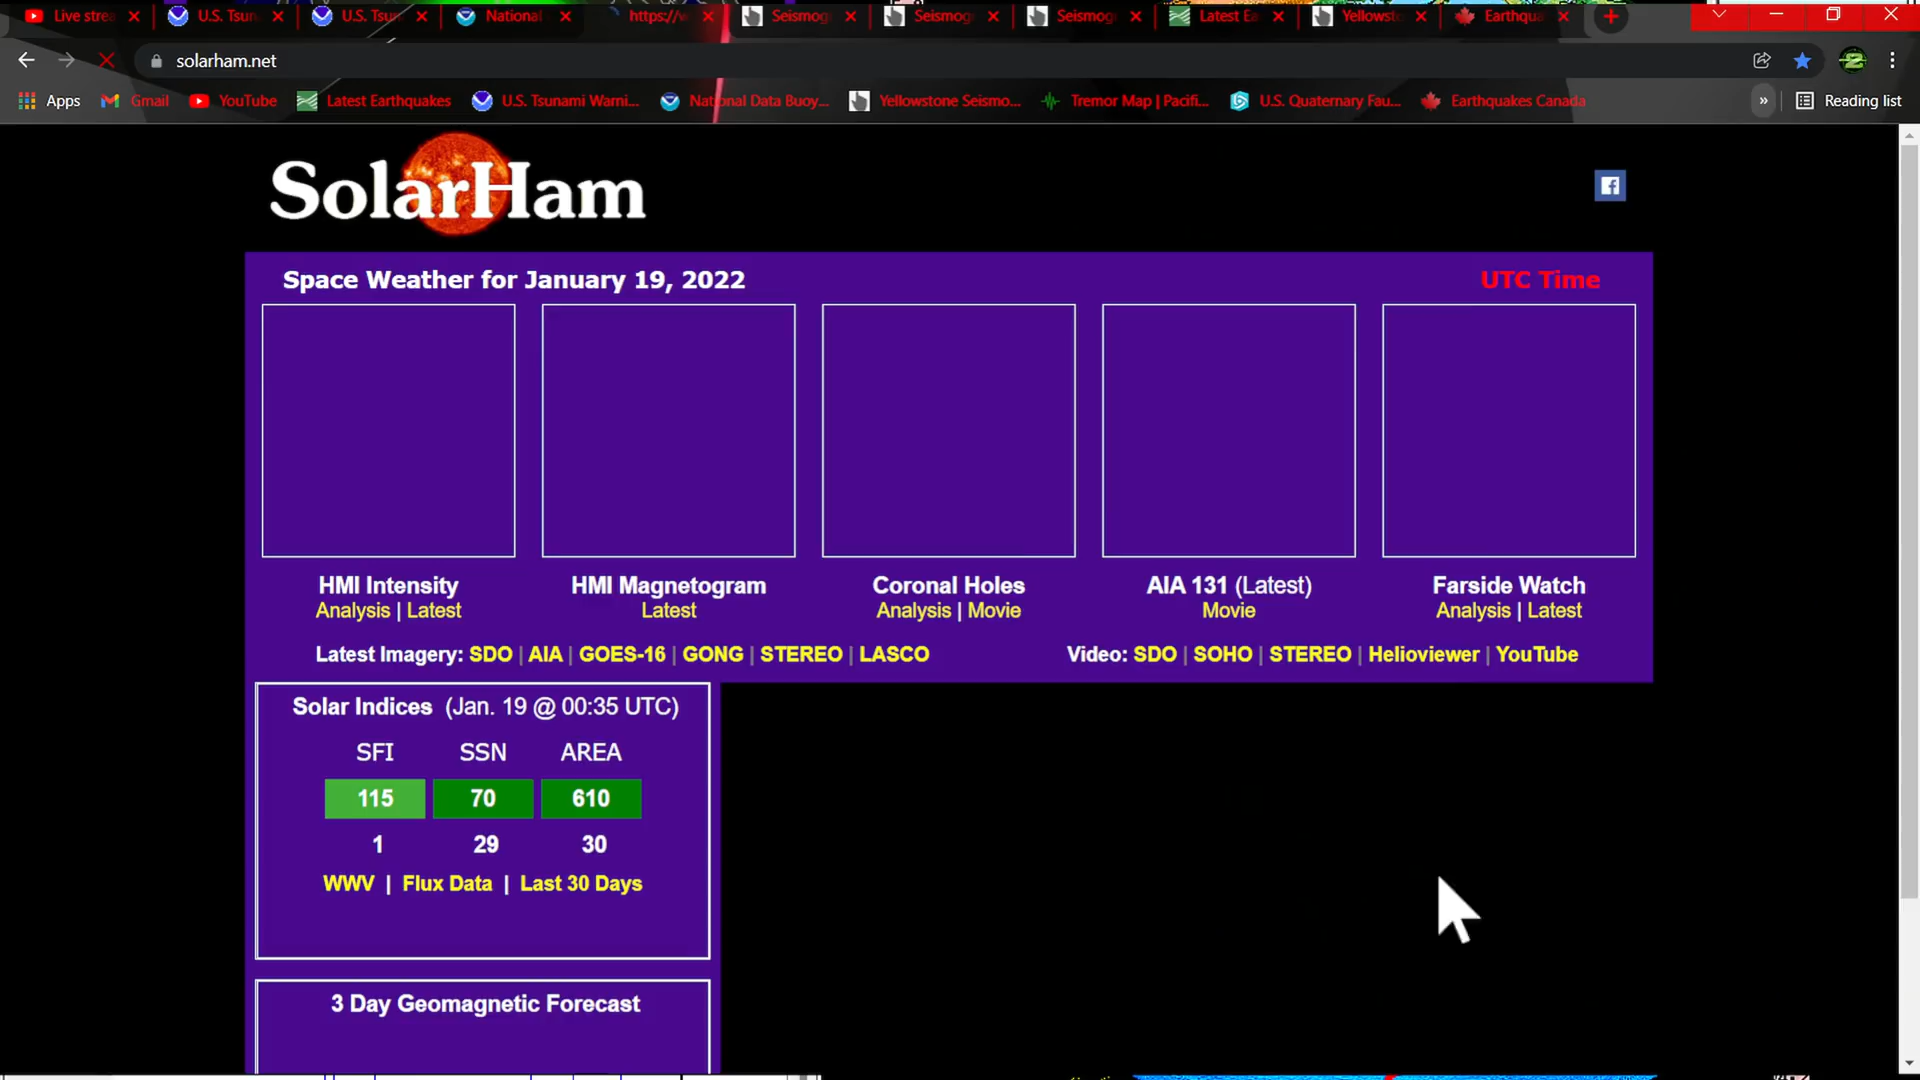 Live strea
U.S. Tsun
U.S. Tsu
National
https://w
Seismog
Seismog
Seismog
Latest Ea
Yellowst
Earthqua
solarham.net
Apps
Gmail
YouTube
Latest Earthquakes
U.S. Tsunami Warni...
National Data Buoy...
Yellowstone Seismo...
Tremor Map | Pacifi...
U.S. Quaternary Fau...
Earthquakes Canada
»
Reading list
SolarHam
Space Weather for January 19, 2022
UTC Time
HMI Intensity
Analysis | Latest
HMI Magnetogram
Latest
Coronal Holes
Analysis | Movie
AIA 131 (Latest)
Movie
Farside Watch
Analysis | Latest
Latest Imagery: SDO | AIA | GOES-16 | GONG | STEREO | LASCO
Video: SDO | SOHO | STEREO | Helioviewer | YouTube
Solar Indices (Jan. 19 @ 00:35 UTC)
SFI SSN AREA
115 70 610
1 29 30
WWV | Flux Data | Last 30 Days
3 Day Geomagnetic Forecast